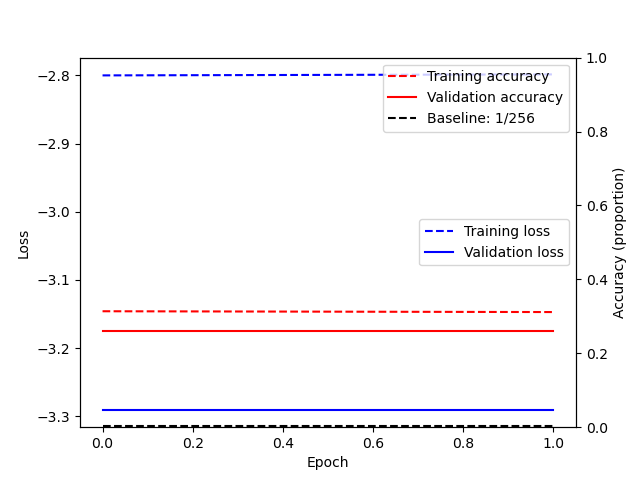 −2.8
−2.9
−3.0
−3.1
−3.2
−3.3
Loss
0.0
0.2
0.4
0.6
0.8
1.0
Epoch
1.0
0.8
0.6
0.4
0.2
0.0
Accuracy (proportion)
Training accuracy
Validation accuracy
Baseline: 1/256
Training loss
Validation loss